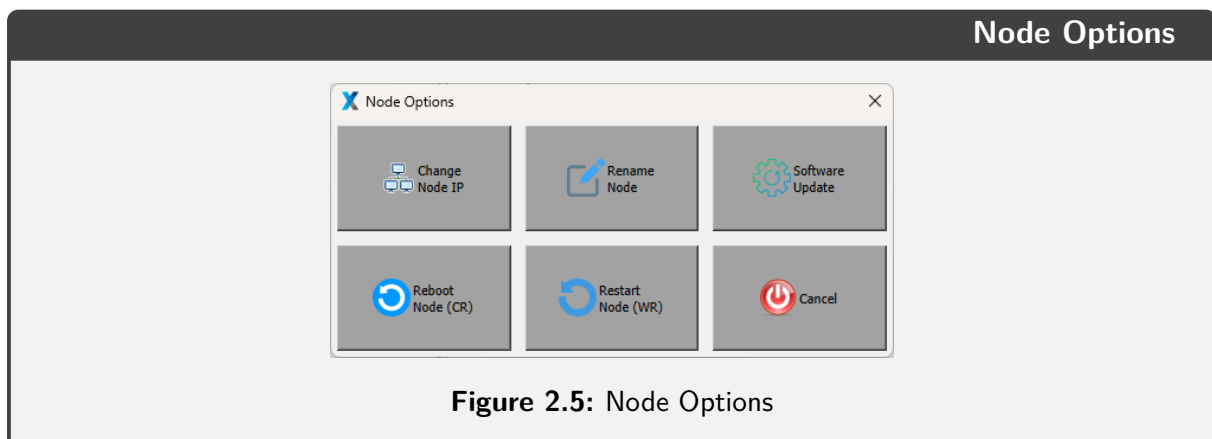 Node Options
Node Options
Change
Node IP
Rename
Node
Software
Update
Reboot
Node (CR)
Restart
Node (WR)
Cancel
Figure 2.5: Node Options